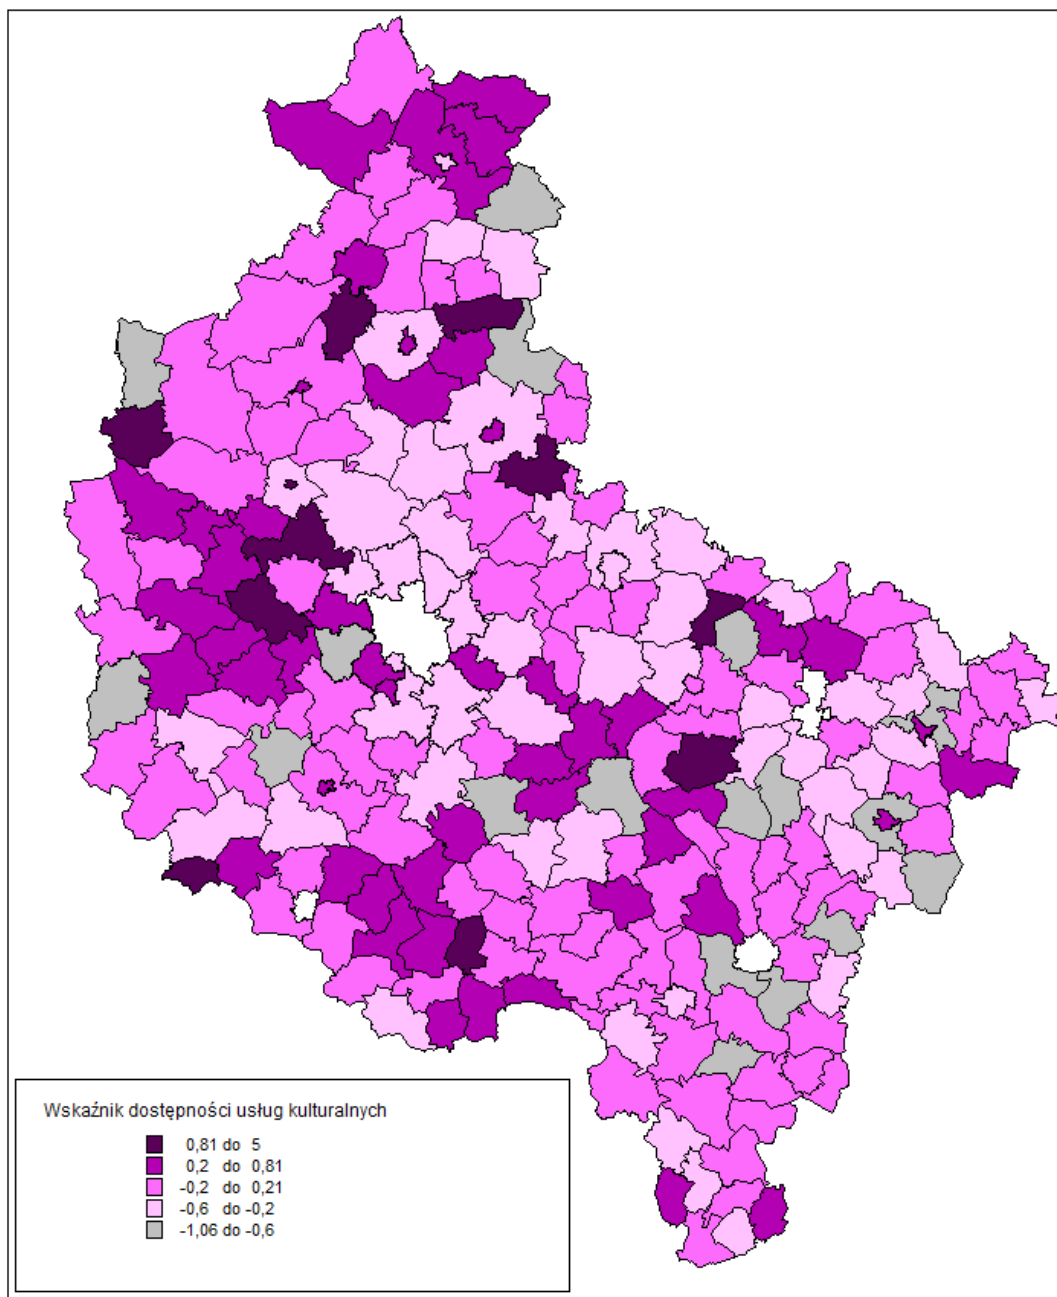 Wskaźnik dostępności usług kulturalnych
0,81 do 5
0,2 do 0,81
-0,2 do 0,21
-0,6 do -0,2
-1,06 do -0,6